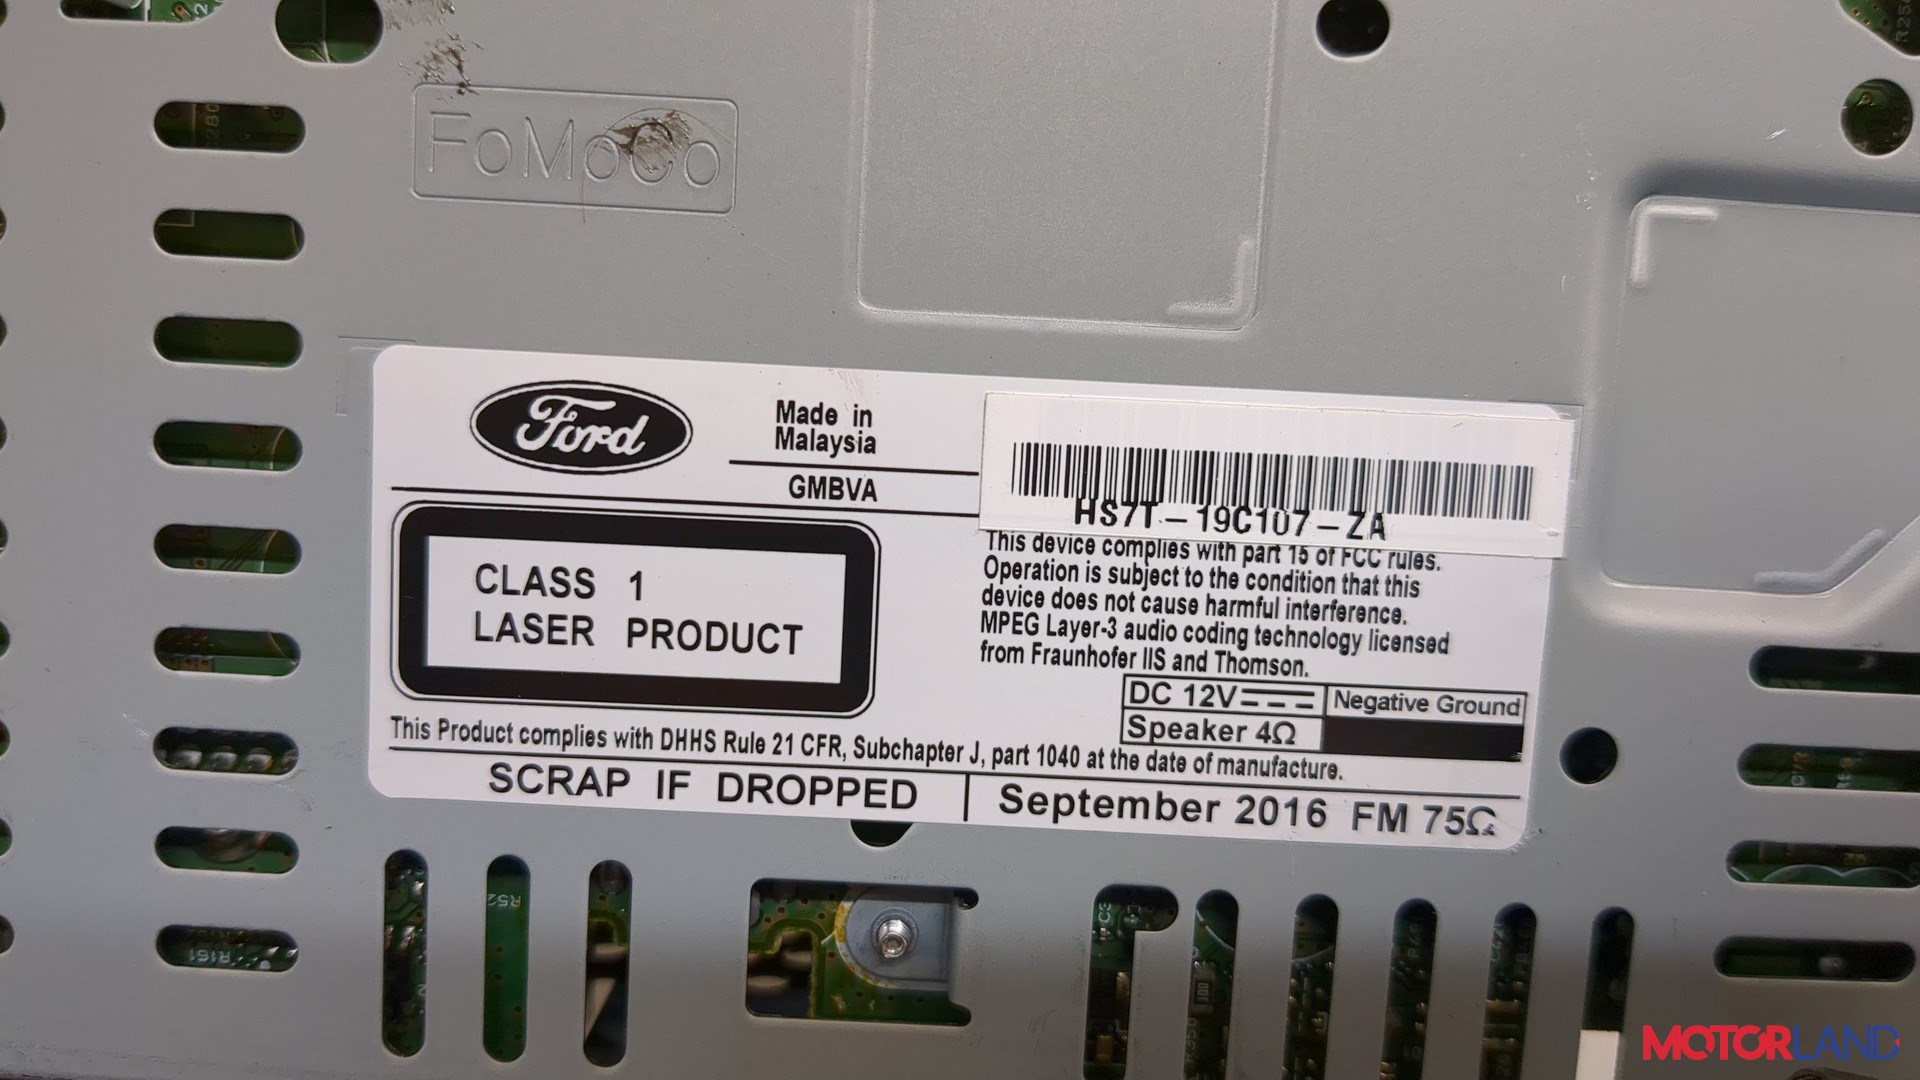 FoMoCo
Ford
Made in
Malaysia
GMBVA
HS7T-19C107-ZA
CLASS 1
LASER PRODUCT
This device complies with part 15 of FCC rules.
Operation is subject to the condition that this
device does not cause harmful interference.
MPEG Layer-3 audio coding technology licensed
from Fraunhofer IIS and Thomson.
DC 12V
Negative Ground
Speaker 4Ω
This Product complies with DHHS Rule 21 CFR, Subchapter J, part 1040 at the date of manufacture.
SCRAP IF DROPPED
September 2016 FM 75Ω
R52
R161
MOTORLAND